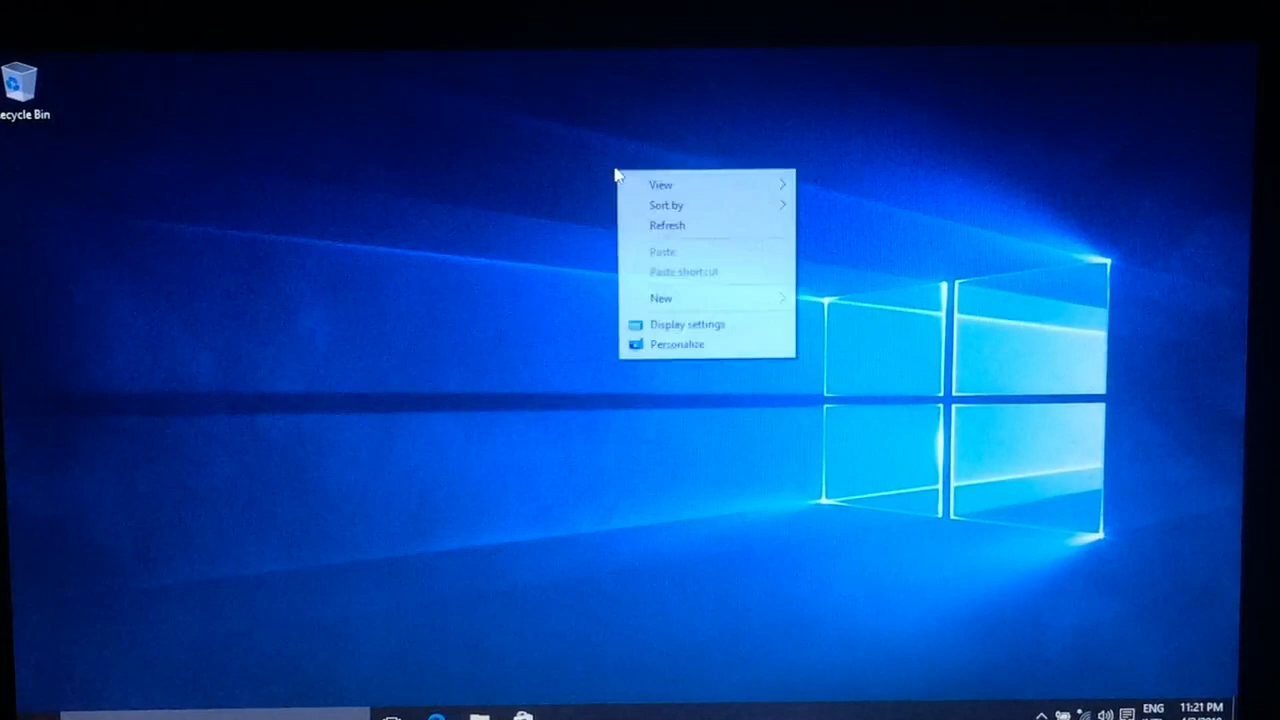 ecycle Bin
View
Sort by
Refresh
Paste
Paste shortcut
New
Display settings
Personalize
ENG
11:21 PM